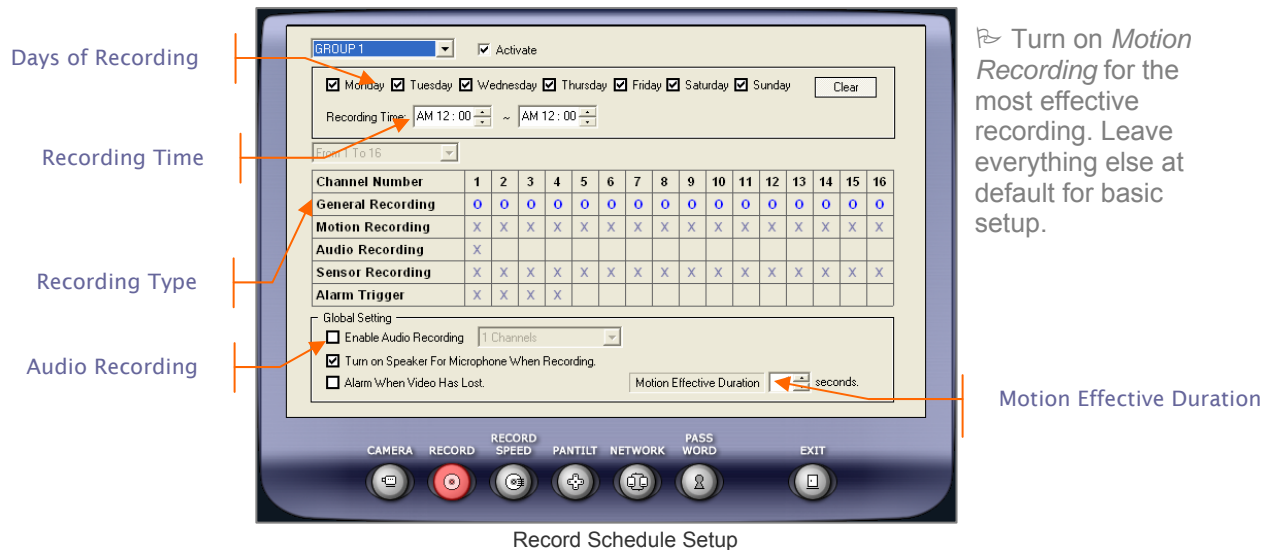 Days of Recording
Recording Time
Recording Type
Audio Recording
GROUP 1
Activate
Monday Tuesday Wednesday Thursday Friday Saturday Sunday Clear
Recording Time: AM 12 : 00 ~ AM 12 : 00
From 1 To 16
Channel Number 1 2 3 4 5 6 7 8 9 10 11 12 13 14 15 16
General Recording O O O O O O O O O O O O O O O O
Motion Recording X X X X X X X X X X X X X X X X
Audio Recording X
Sensor Recording X X X X X X X X X X X X X X X X
Alarm Trigger X X X X
Global Setting
Enable Audio Recording 1 Channels
Turn on Speaker For Microphone When Recording.
Alarm When Video Has Lost. Motion Effective Duration seconds.
CAMERA RECORD RECORD SPEED PANTILT NETWORK PASS WORD EXIT
Turn on Motion
Recording for the
most effective
recording. Leave
everything else at
default for basic
setup.
Motion Effective Duration
Record Schedule Setup